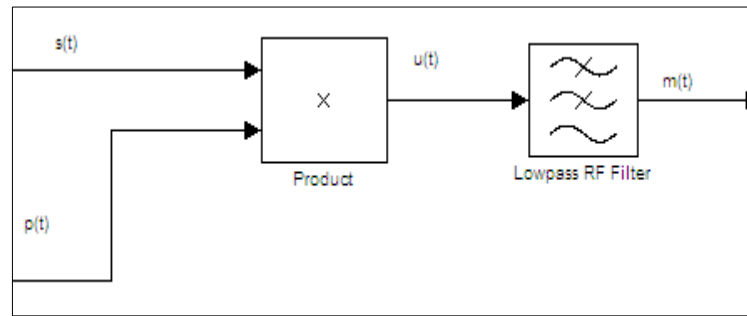 s(t)
u(t)
m(t)
X
Product
Lowpass RF Filter
p(t)